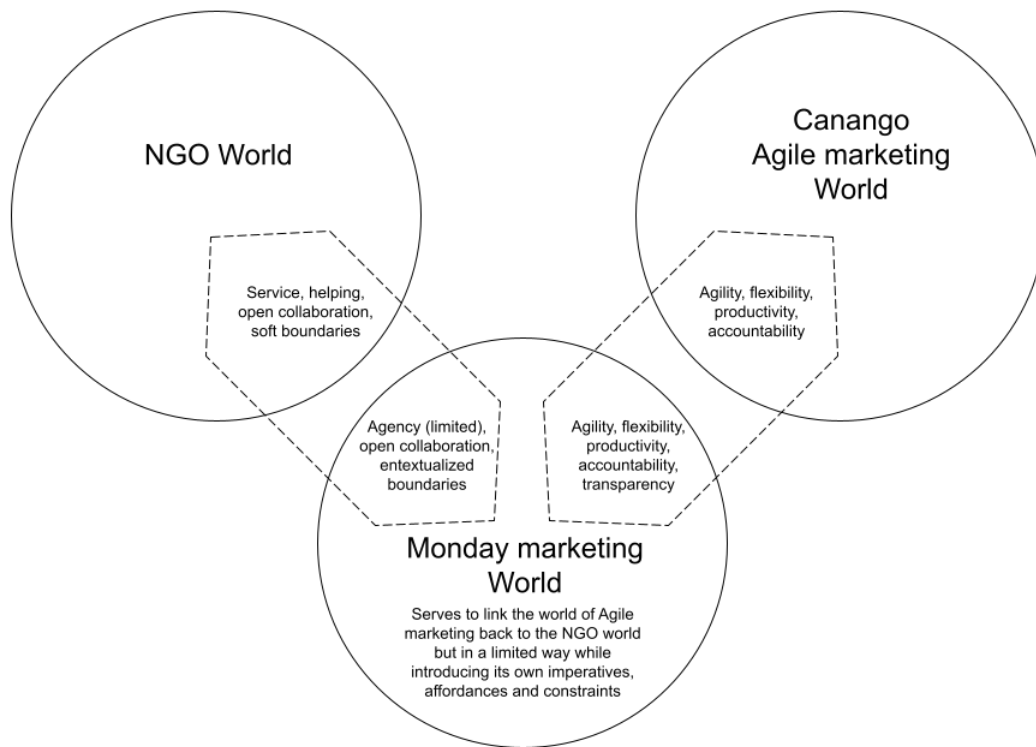 NGO World
Canango
Agile marketing
World
Service, helping,
open collaboration,
soft boundaries
Agility, flexibility,
productivity,
accountability
Agency (limited),
open collaboration,
entextualized
boundaries
Agility, flexibility,
productivity,
accountability,
transparency
Monday marketing
World
Serves to link the world of Agile
marketing back to the NGO world
but in a limited way while
introducing its own imperatives,
affordances and constraints